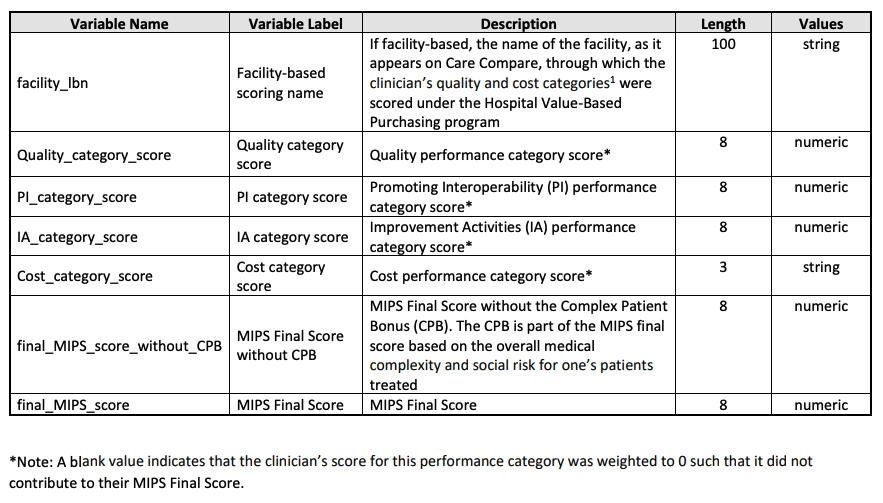 Variable Name Variable Label Description Length Values
facility_lbn Facility-based scoring name If facility-based, the name of the facility, as it 100 string
appears on Care Compare, through which the
clinician’s quality and cost categories1 were
scored under the Hospital Value-Based
Purchasing program
Quality_category_score Quality category score Quality performance category score* 8 numeric
PI_category_score PI category score Promoting Interoperability (PI) performance 8 numeric
category score*
IA_category_score IA category score Improvement Activities (IA) performance 8 numeric
category score*
Cost_category_score Cost category score Cost performance category score* 3 string
final_MIPS_score_without_CPB MIPS Final Score without CPB MIPS Final Score without the Complex Patient 8 numeric
Bonus (CPB). The CPB is part of the MIPS final
score based on the overall medical
complexity and social risk for one’s patients
treated
final_MIPS_score MIPS Final Score MIPS Final Score 8 numeric
*Note: A blank value indicates that the clinician’s score for this performance category was weighted to 0 such that it did not
contribute to their MIPS Final Score.